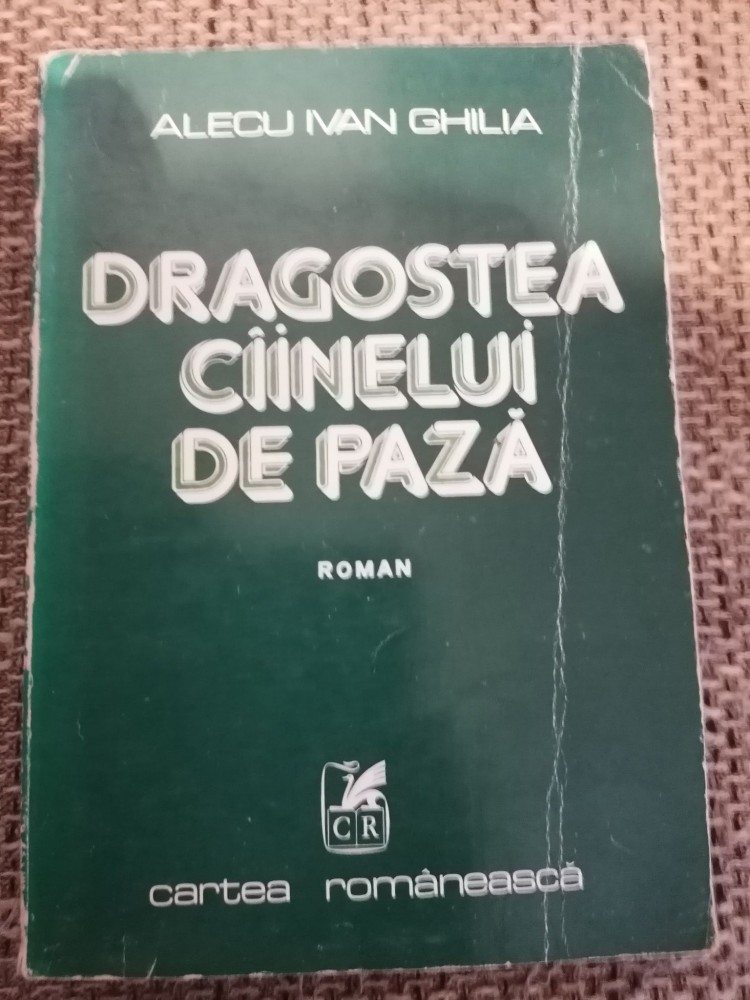 ALECU IVAN GHILIA
DRAGOSTEA
CÎINELUI
DE PAZĂ
ROMAN
CR
cartea românească